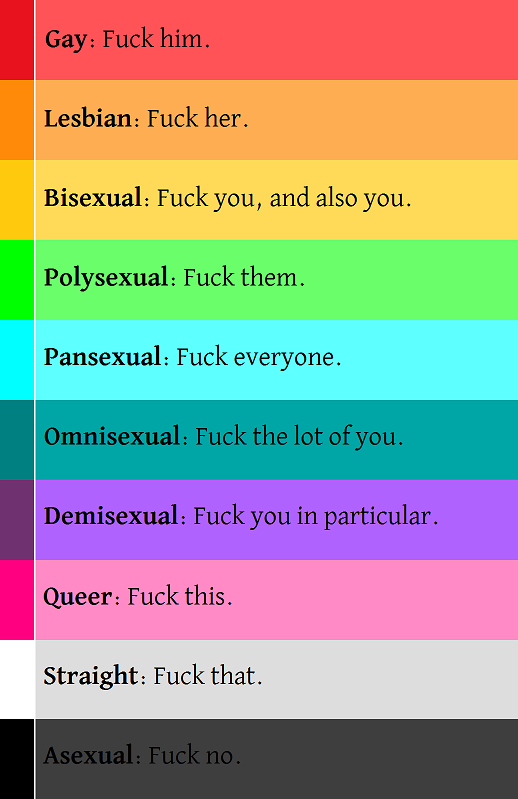 Gay: Fuck him.
Lesbian: Fuck her.
Bisexual: Fuck you, and also you.
Polysexual: Fuck them.
Pansexual: Fuck everyone.
Omnisexual: Fuck the lot of you.
Demisexual: Fuck you in particular.
Queer: Fuck this.
Straight: Fuck that.
Asexual: Fuck no.